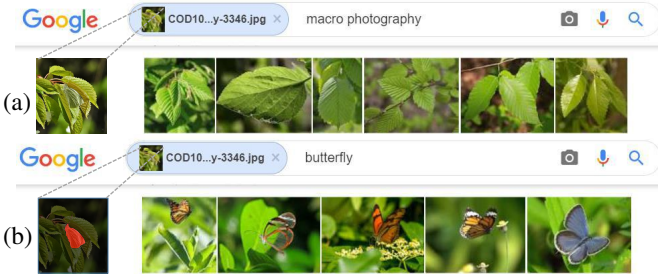 Google COD10...y-3346.jpg × macro photography
(a)
Google COD10...y-3346.jpg × butterfly
(b)